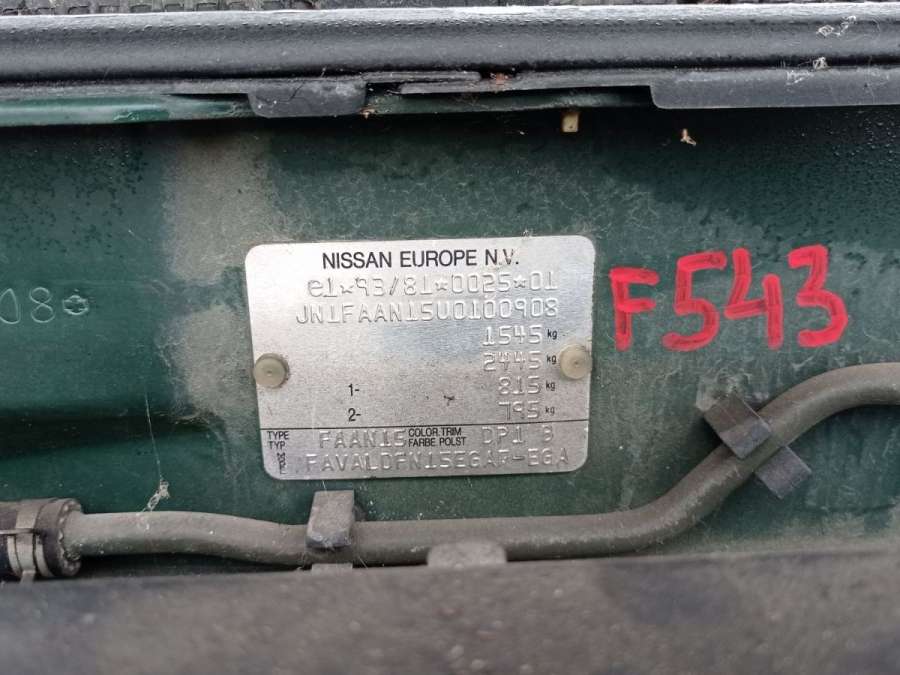 NISSAN EUROPE N.V.
e1*93/81*0025*01
JN1FAAN15U0100908
1545 kg
2445 kg
1- 815 kg
2- 795 kg
TYPE TYP FAAN15 COLOR.TRIM FARBE POLST DP1
FAVALDFN15EGAF-EGA
F543
08